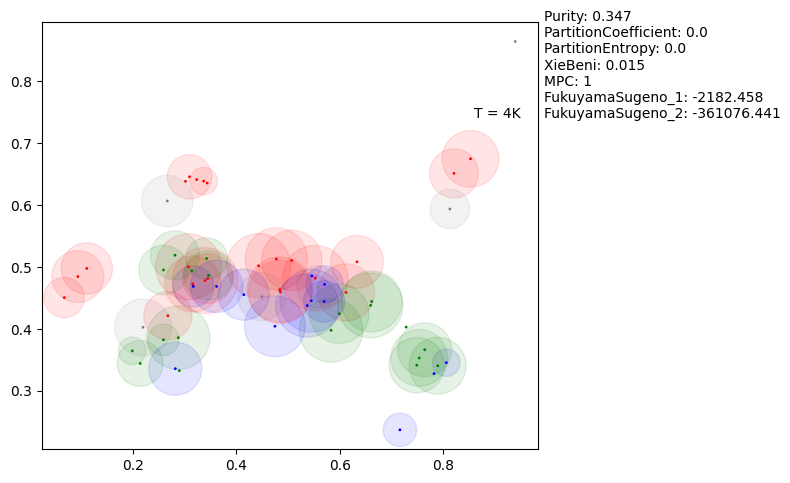 Purity: 0.347
PartitionCoefficient: 0.0
PartitionEntropy: 0.0
XieBeni: 0.015
MPC: 1
FukuyamaSugeno_1: -2182.458
FukuyamaSugeno_2: -361076.441
T = 4K
0.8
0.7
0.6
0.5
0.4
0.3
0.2 0.4 0.6 0.8